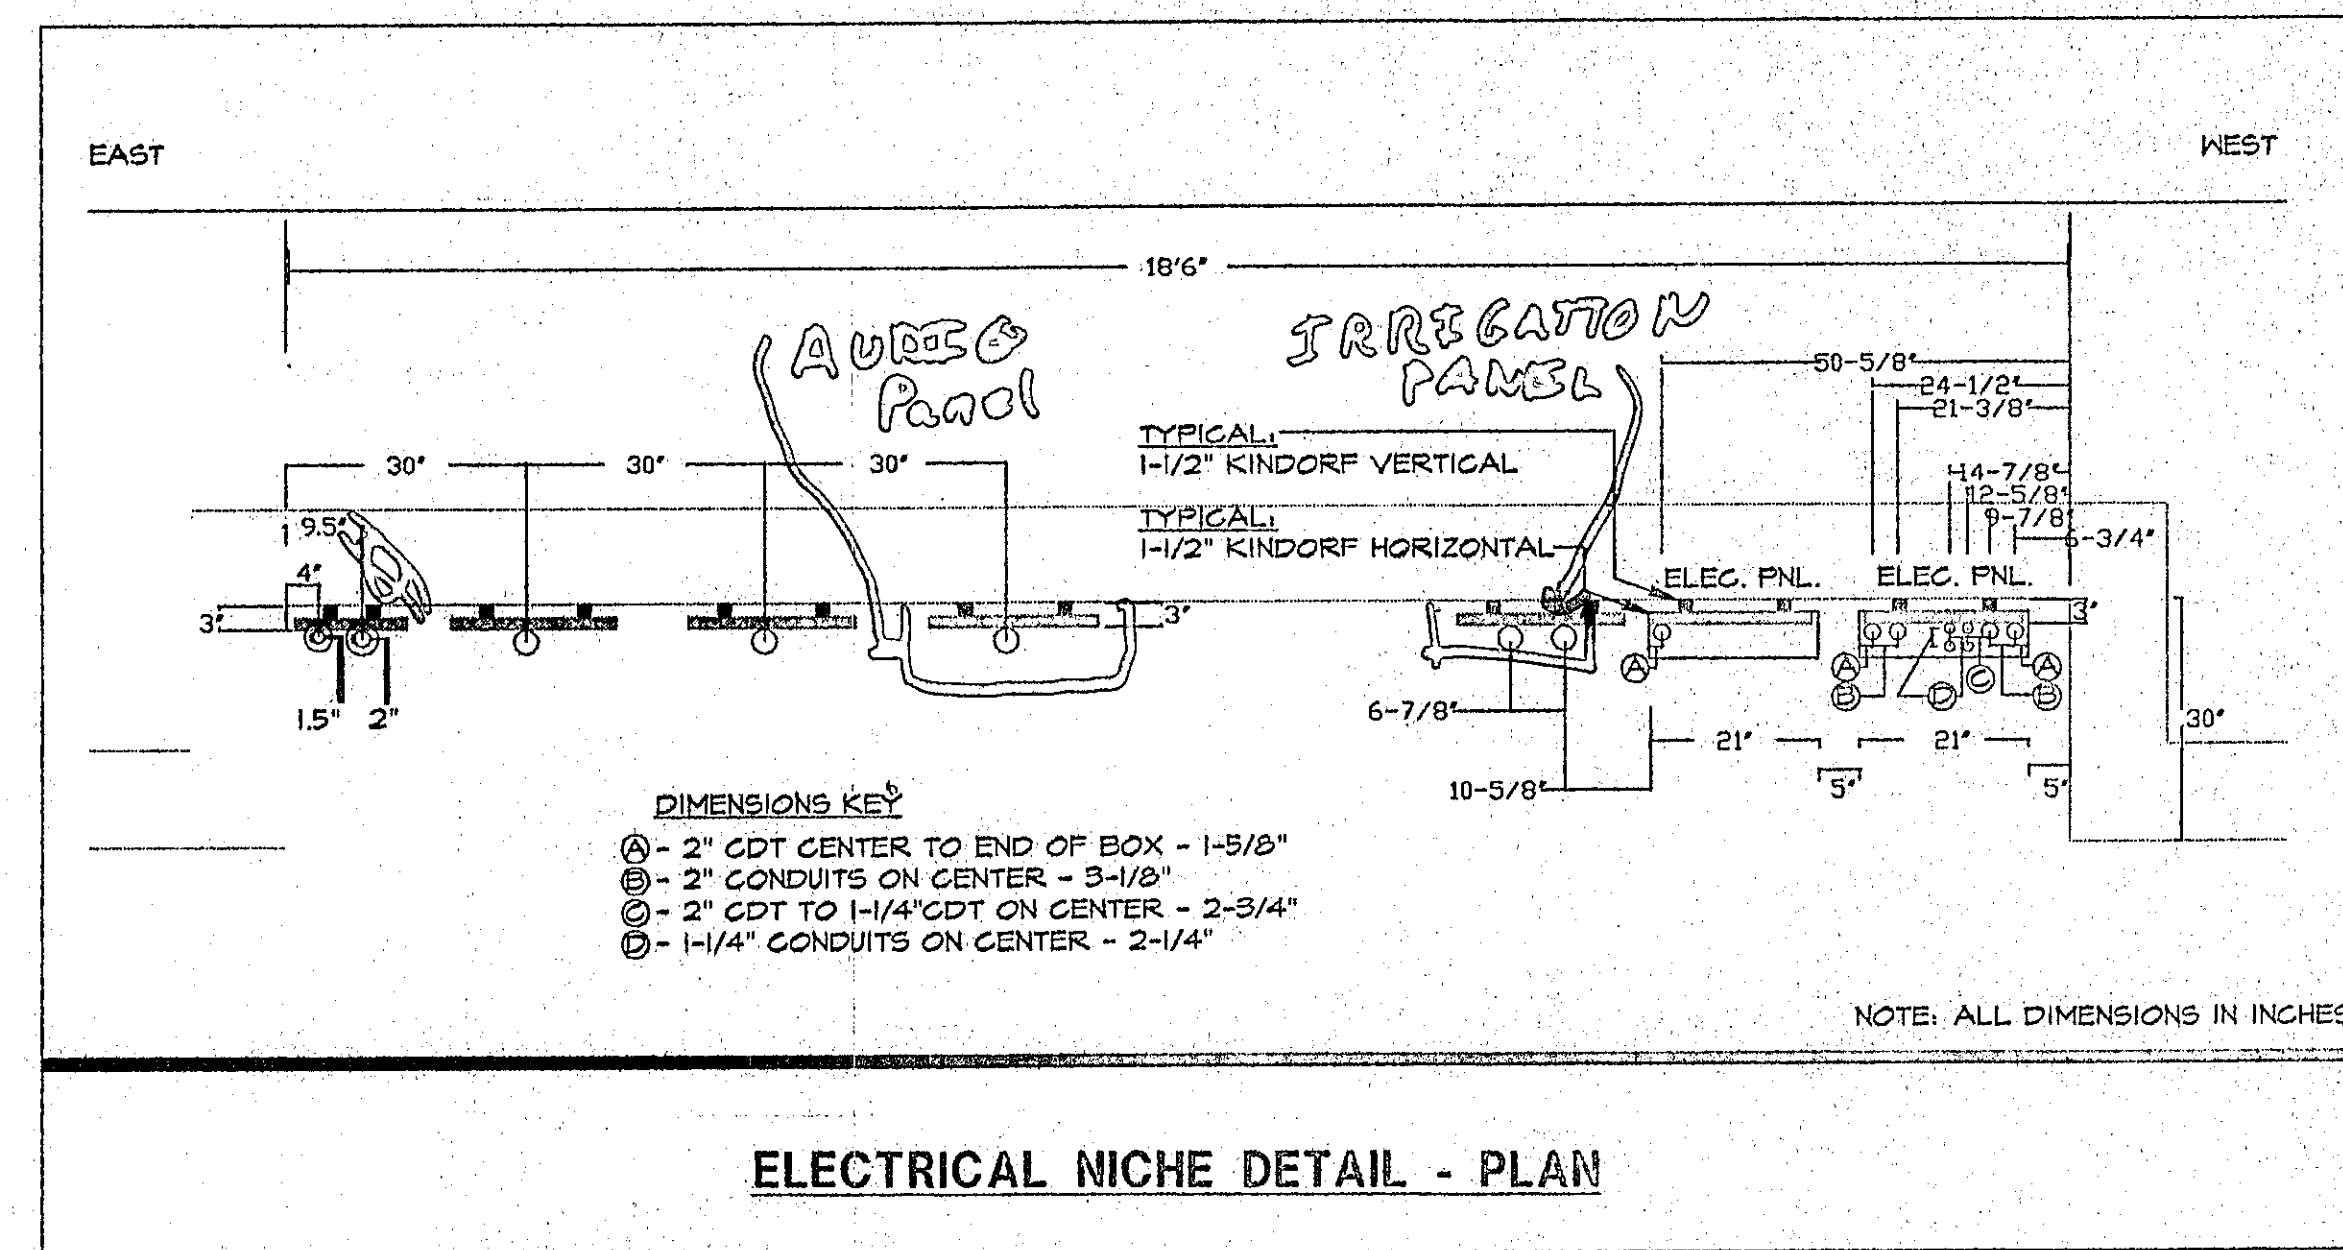 EAST
WEST
18'6"
AUDIO
Panel
IRRIGATION
PANEL
50-5/8"
24-1/2"
21-3/8"
TYPICAL:
1-1/2" KINDORF VERTICAL
30"
30"
30"
14-7/8"
12-5/8"
9-7/8"
6-3/4"
TYPICAL:
1-1/2" KINDORF HORIZONTAL
9.5"
4"
ELEC. PNL.
ELEC. PNL.
3"
3"
3"
A
A
A
B
D
C
B
1.5"
2"
6-7/8"
30"
21"
21"
10-5/8"
5"
5"
DIMENSIONS KEY
A - 2" CDT CENTER TO END OF BOX - 1-5/8"
B - 2" CONDUITS ON CENTER - 3-1/8"
C - 2" CDT TO 1-1/4"CDT ON CENTER - 2-3/4"
D - 1-1/4" CONDUITS ON CENTER - 2-1/4"
NOTE: ALL DIMENSIONS IN INCHES
ELECTRICAL NICHE DETAIL - PLAN